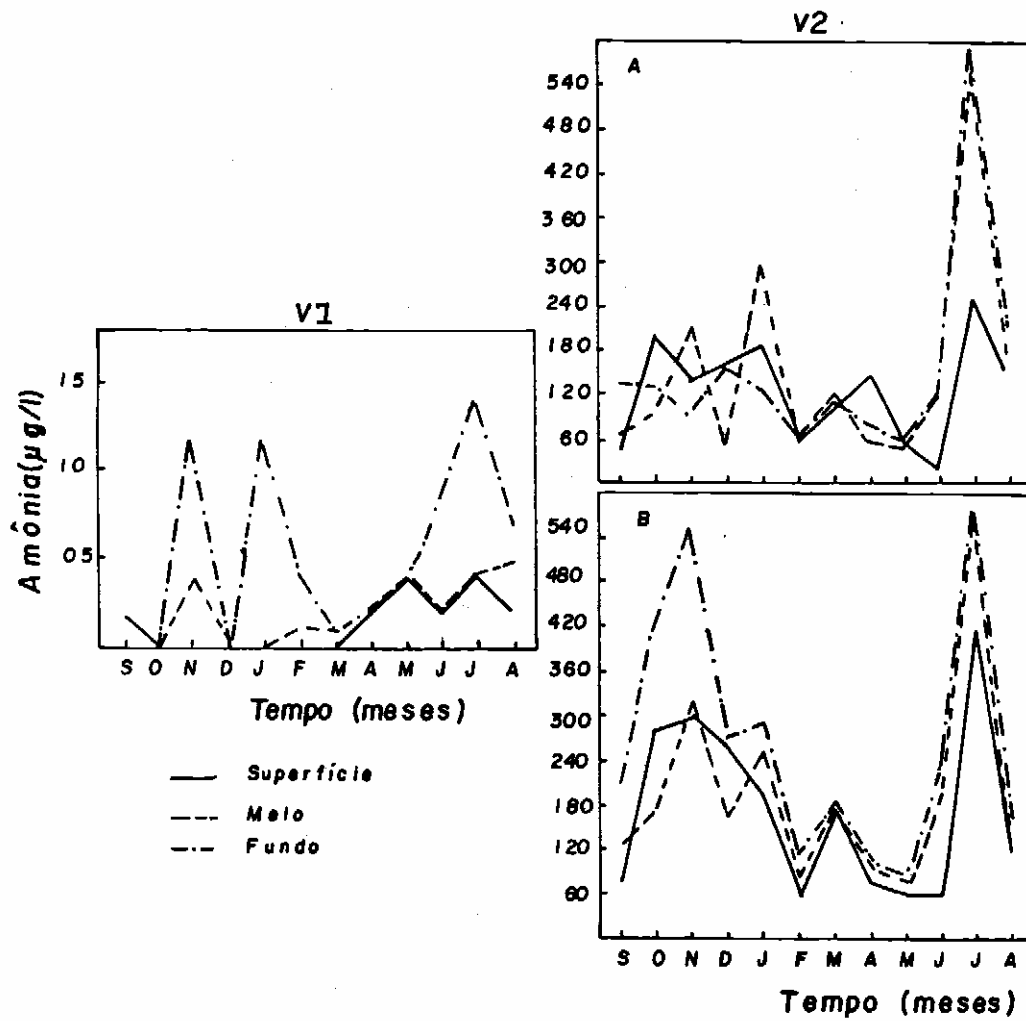 V2
A
540
480
420
360
300
240
180
120
60
V1
Amônia(µg/l)
15
10
05
S O N D J F M A M J J A
Tempo (meses)
Superfície
Meio
Fundo
B
540
480
420
360
300
240
180
120
60
S O N D J F M A M J J A
Tempo (meses)